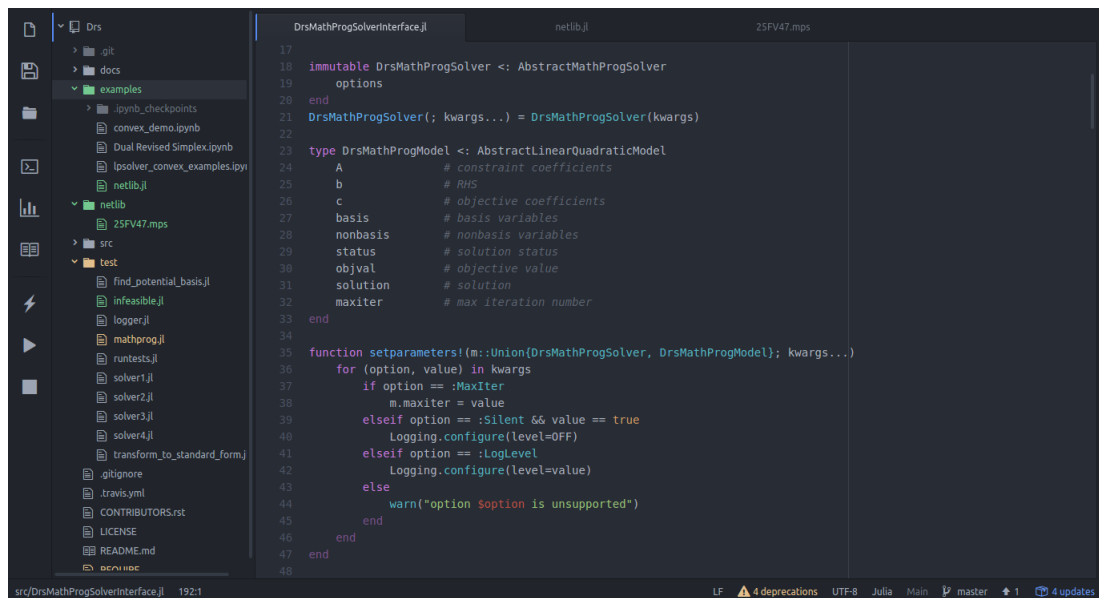 Drs
.git
docs
examples
.ipynb_checkpoints
convex_demo.ipynb
Dual Revised Simplex.ipynb
lpsolver_convex_examples.ipyn
netlib.jl
netlib
25FV47.mps
src
test
find_potential_basis.jl
infeasible.jl
logger.jl
mathprog.jl
runtests.jl
solver1.jl
solver2.jl
solver3.jl
solver4.jl
transform_to_standard_form.j
.gitignore
.travis.yml
CONTRIBUTORS.rst
LICENSE
README.md
REQUIRE
DrsMathProgSolverInterface.jl netlib.jl 25FV47.mps
17
18 immutable DrsMathProgSolver <: AbstractMathProgSolver
19 options
20 end
21 DrsMathProgSolver(; kwargs...) = DrsMathProgSolver(kwargs)
22
23 type DrsMathProgModel <: AbstractLinearQuadraticModel
24 A # constraint coefficients
25 b # RHS
26 c # objective coefficients
27 basis # basis variables
28 nonbasis # nonbasis variables
29 status # solution status
30 objval # objective value
31 solution # solution
32 maxiter # max iteration number
33 end
34
35 function setparameters!(m::Union{DrsMathProgSolver, DrsMathProgModel}; kwargs...)
36 for (option, value) in kwargs
37 if option == :MaxIter
38 m.maxiter = value
39 elseif option == :Silent && value == true
40 Logging.configure(level=OFF)
41 elseif option == :LogLevel
42 Logging.configure(level=value)
43 else
44 warn("option $option is unsupported")
45 end
46 end
47 end
48
src/DrsMathProgSolverInterface.jl 192:1 LF 4 deprecations UTF-8 Julia Main master 1 4 updates